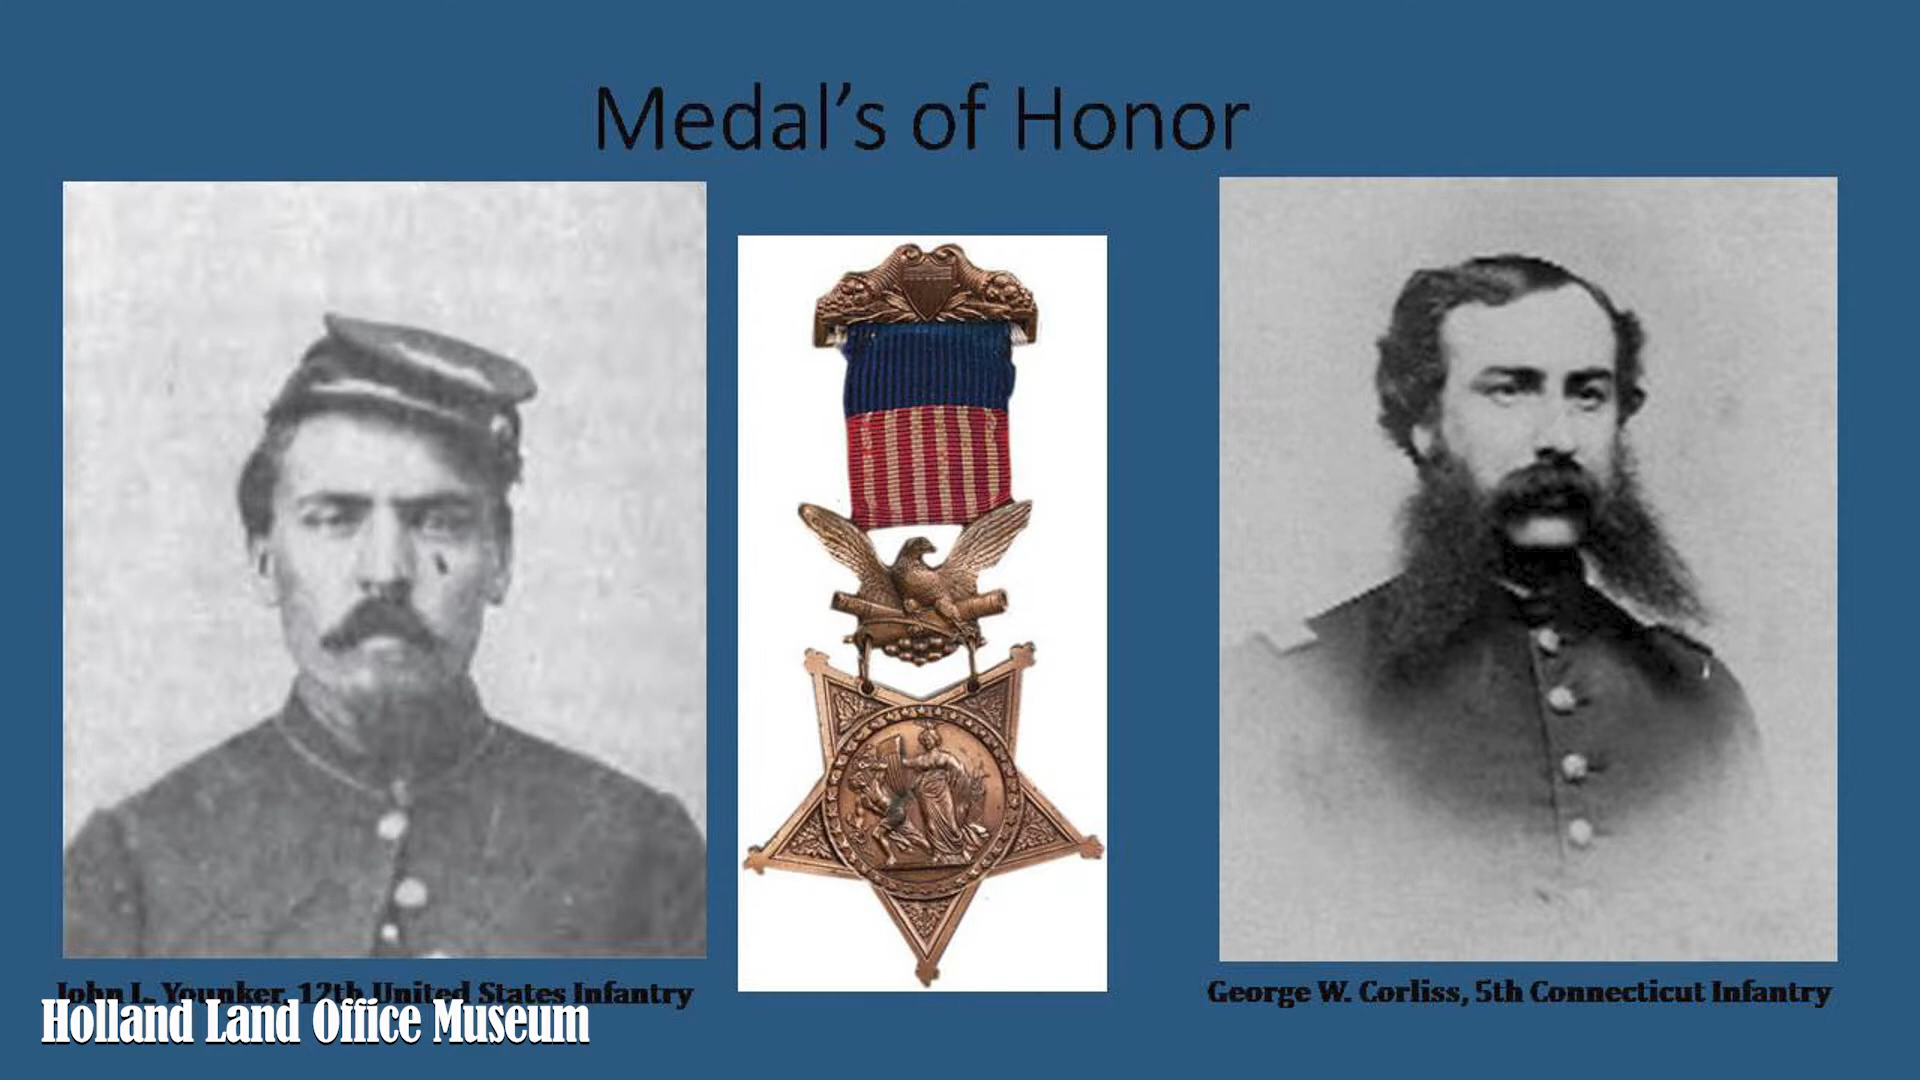 Medal’s of Honor
John L. Younker, 12th United States Infantry
George W. Corliss, 5th Connecticut Infantry
Holland Land Office Museum